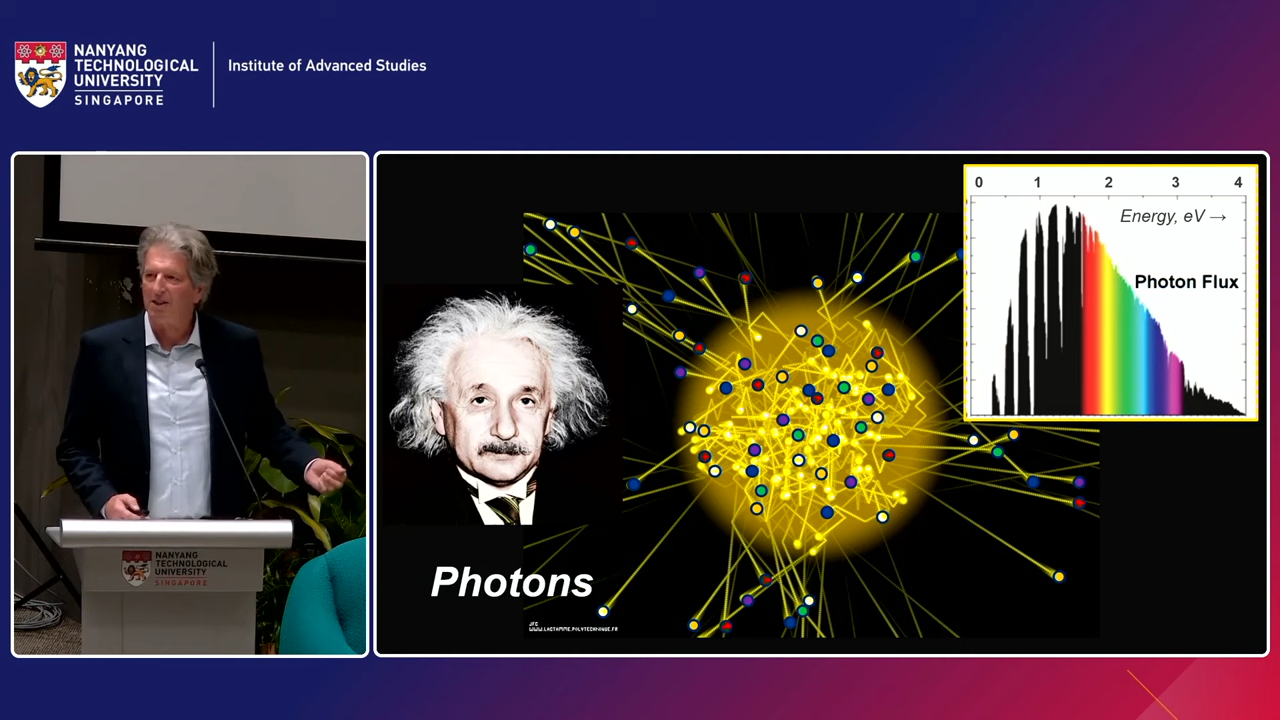 NANYANG
TECHNOLOGICAL
UNIVERSITY
SINGAPORE
Institute of Advanced Studies
NANYANG
TECHNOLOGICAL
UNIVERSITY
SINGAPORE
0 1 2 3 4
Energy, eV →
Photon Flux
Photons
JFC
WWW.LACTAMME.POLYTECHNIQUE.FR